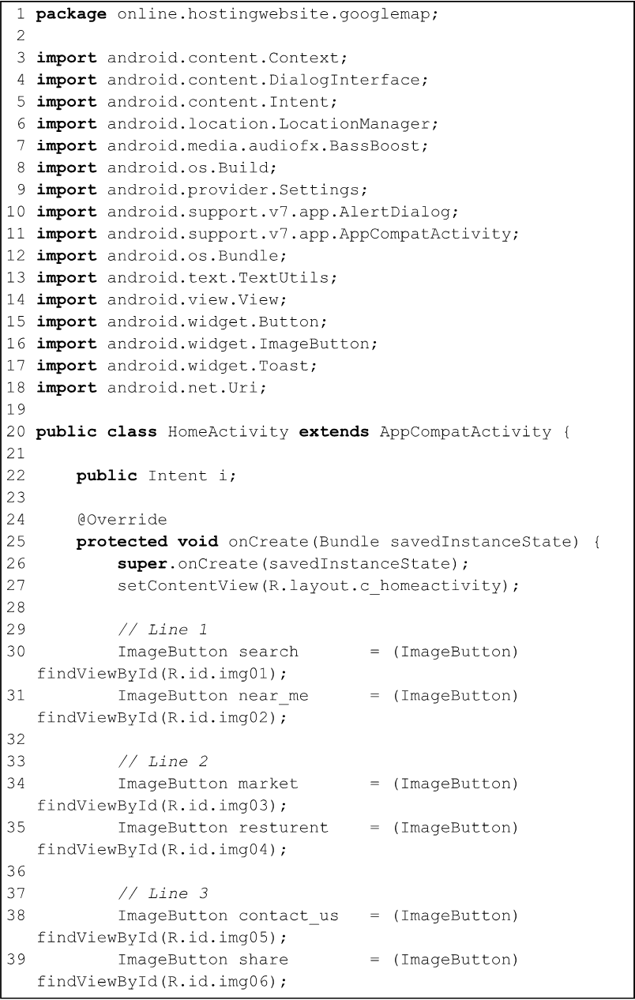 1 package online.hostingwebsite.googlemap;
2
3 import android.content.Context;
4 import android.content.DialogInterface;
5 import android.content.Intent;
6 import android.location.LocationManager;
7 import android.media.audiofx.BassBoost;
8 import android.os.Build;
9 import android.provider.Settings;
10 import android.support.v7.app.AlertDialog;
11 import android.support.v7.app.AppCompatActivity;
12 import android.os.Bundle;
13 import android.text.TextUtils;
14 import android.view.View;
15 import android.widget.Button;
16 import android.widget.ImageButton;
17 import android.widget.Toast;
18 import android.net.Uri;
19
20 public class HomeActivity extends AppCompatActivity {
21
22     public Intent i;
23
24     @Override
25     protected void onCreate(Bundle savedInstanceState) {
26         super.onCreate(savedInstanceState);
27         setContentView(R.layout.c_homeactivity);
28
29         // Line 1
30         ImageButton search       = (ImageButton)
findViewById(R.id.img01);
31         ImageButton near_me      = (ImageButton)
findViewById(R.id.img02);
32
33         // Line 2
34         ImageButton market       = (ImageButton)
findViewById(R.id.img03);
35         ImageButton resturent    = (ImageButton)
findViewById(R.id.img04);
36
37         // Line 3
38         ImageButton contact_us   = (ImageButton)
findViewById(R.id.img05);
39         ImageButton share        = (ImageButton)
findViewById(R.id.img06);